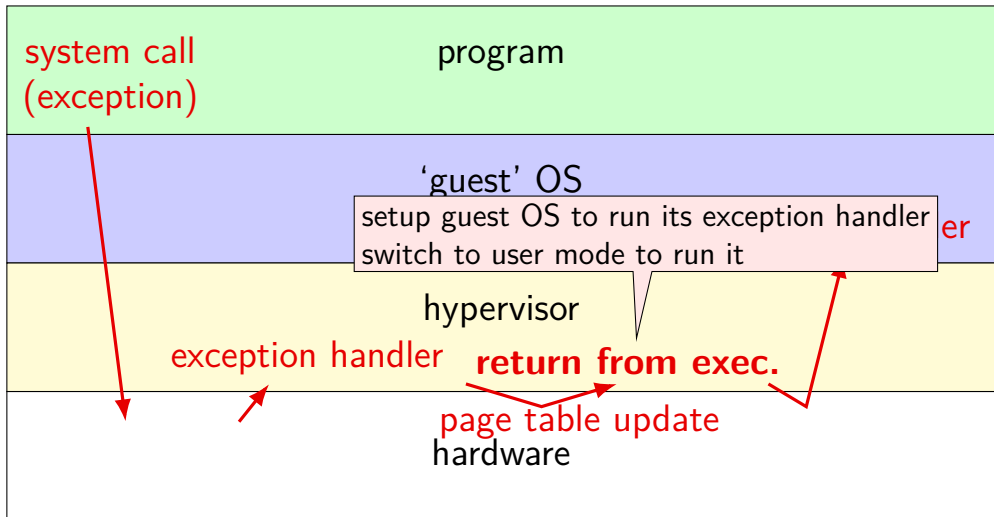 system call
(exception)
program
‘guest’ OS
setup guest OS to run its exception handler
switch to user mode to run it
er
hypervisor
exception handler
return from exec.
page table update
hardware